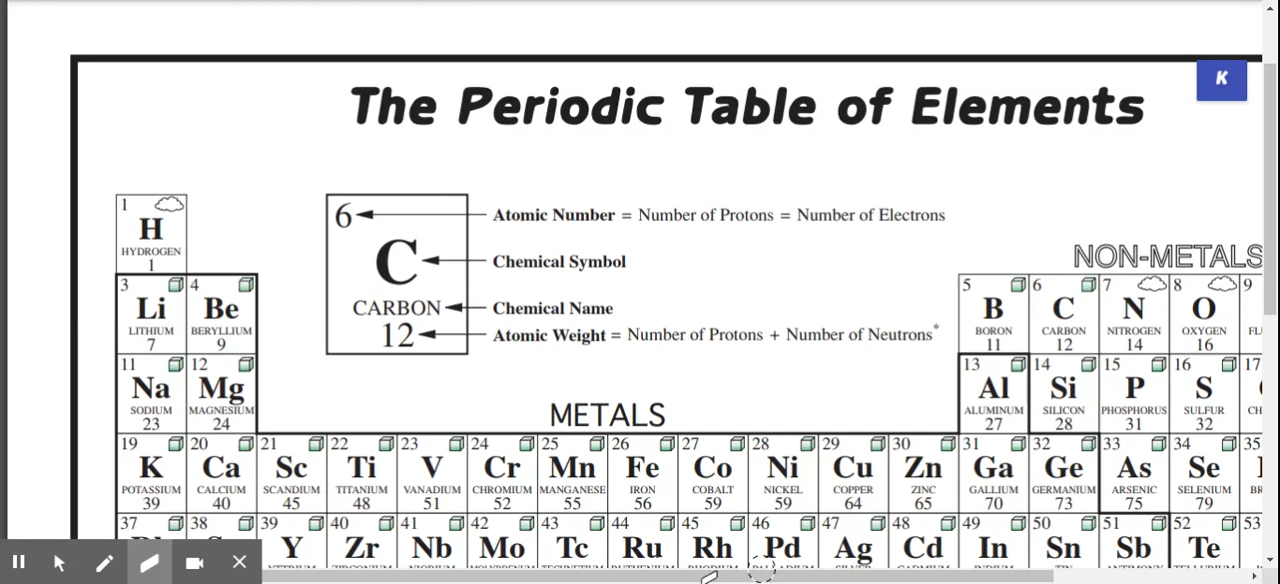 K
The Periodic Table of Elements
1
H
HYDROGEN
1
6
C
CARBON
12
Atomic Number = Number of Protons = Number of Electrons
Chemical Symbol
Chemical Name
Atomic Weight = Number of Protons + Number of Neutrons*
NON-METALS
3 4 5 6 7 8 9
Li Be B C N O
LITHIUM BERYLLIUM BORON CARBON NITROGEN OXYGEN
7 9 11 12 14 16
11 12 13 14 15 16 17
Na Mg Al Si P S
SODIUM MAGNESIUM ALUMINUM SILICON PHOSPHORUS SULFUR
23 24 27 28 31 32
METALS
19 20 21 22 23 24 25 26 27 28 29 30 31 32 33 34 35
K Ca Sc Ti V Cr Mn Fe Co Ni Cu Zn Ga Ge As Se
POTASSIUM CALCIUM SCANDIUM TITANIUM VANADIUM CHROMIUM MANGANESE IRON COBALT NICKEL COPPER ZINC GALLIUM GERMANIUM ARSENIC SELENIUM
39 40 45 48 51 52 55 56 59 59 64 65 70 73 75 79
37 38 39 40 41 42 43 44 45 46 47 48 49 50 51 52 53
Y Zr Nb Mo Tc Ru Rh Pd Ag Cd In Sn Sb Te